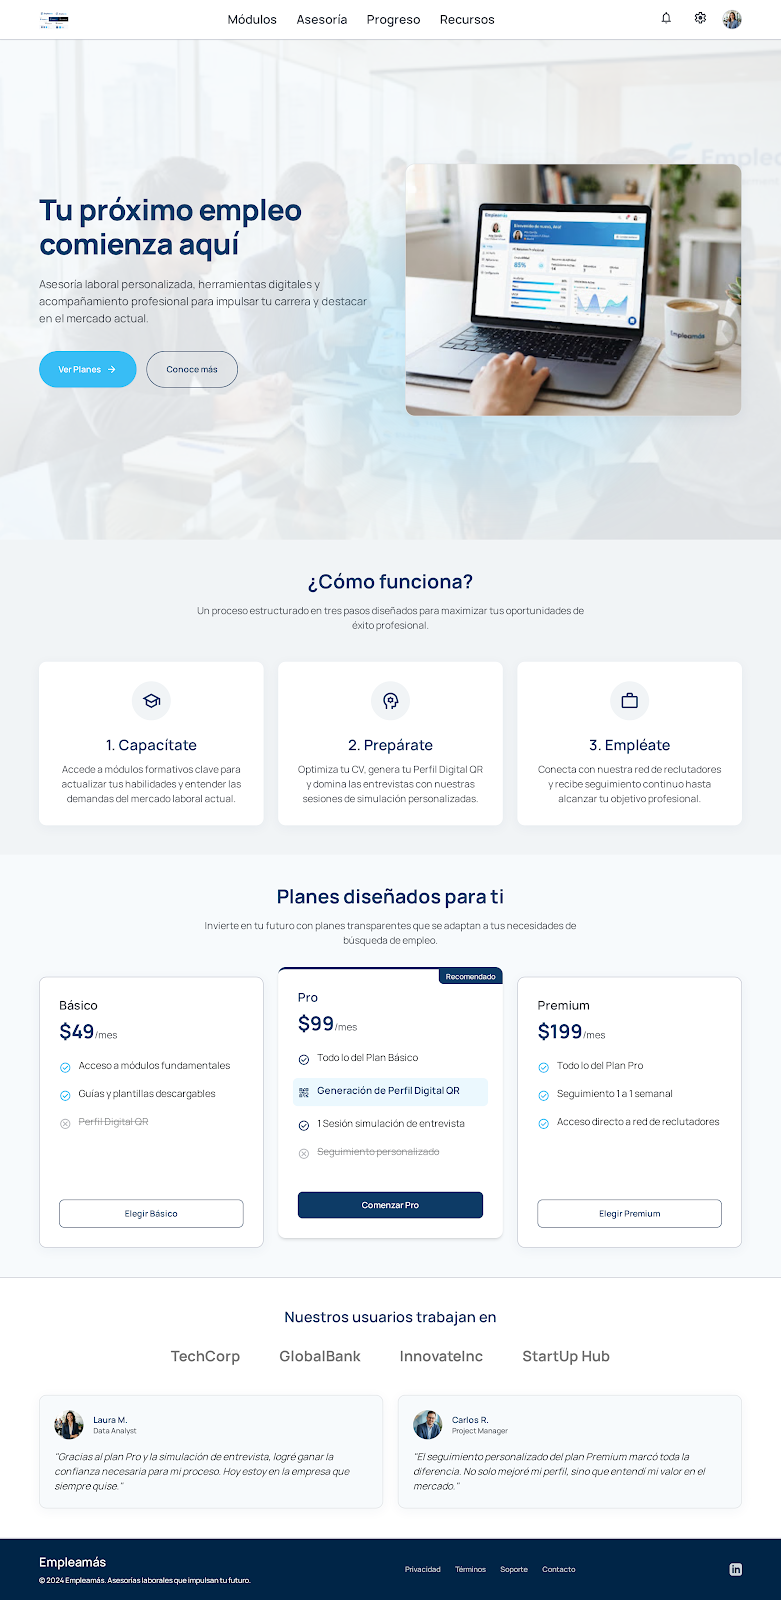 Módulos Asesoría Progreso Recursos
Emplea
Tu próximo empleo
comienza aquí
Asesoría laboral personalizada, herramientas digitales y
acompañamiento profesional para impulsar tu carrera y destacar
en el mercado actual.
Ver Planes →
Conoce más
Empleamás
Bienvenido de nuevo, Ana!
85%
Empleamás
¿Cómo funciona?
Un proceso estructurado en tres pasos diseñados para maximizar tus oportunidades de
éxito profesional.
1. Capacítate
Accede a módulos formativos clave para
actualizar tus habilidades y entender las
demandas del mercado laboral actual.
2. Prepárate
Optimiza tu CV, genera tu Perfil Digital QR
y domina las entrevistas con nuestras
sesiones de simulación personalizadas.
3. Empléate
Conecta con nuestra red de reclutadores
y recibe seguimiento continuo hasta
alcanzar tu objetivo profesional.
Planes diseñados para ti
Invierte en tu futuro con planes transparentes que se adaptan a tus necesidades de
búsqueda de empleo.
Básico
$49/mes
Acceso a módulos fundamentales
Guías y plantillas descargables
Perfil Digital QR
Elegir Básico
Recomendado
Pro
$99/mes
Todo lo del Plan Básico
Generación de Perfil Digital QR
1 Sesión simulación de entrevista
Seguimiento personalizado
Comenzar Pro
Premium
$199/mes
Todo lo del Plan Pro
Seguimiento 1 a 1 semanal
Acceso directo a red de reclutadores
Elegir Premium
Nuestros usuarios trabajan en
TechCorp GlobalBank InnovateInc StartUp Hub
Laura M.
Data Analyst
"Gracias al plan Pro y la simulación de entrevista, logré ganar la
confianza necesaria para mi proceso. Hoy estoy en la empresa que
siempre quise."
Carlos R.
Project Manager
"El seguimiento personalizado del plan Premium marcó toda la
diferencia. No solo mejoré mi perfil, sino que entendí mi valor en el
mercado."
Empleamás
© 2024 Empleamás. Asesorías laborales que impulsan tu futuro.
Privacidad Términos Soporte Contacto
in